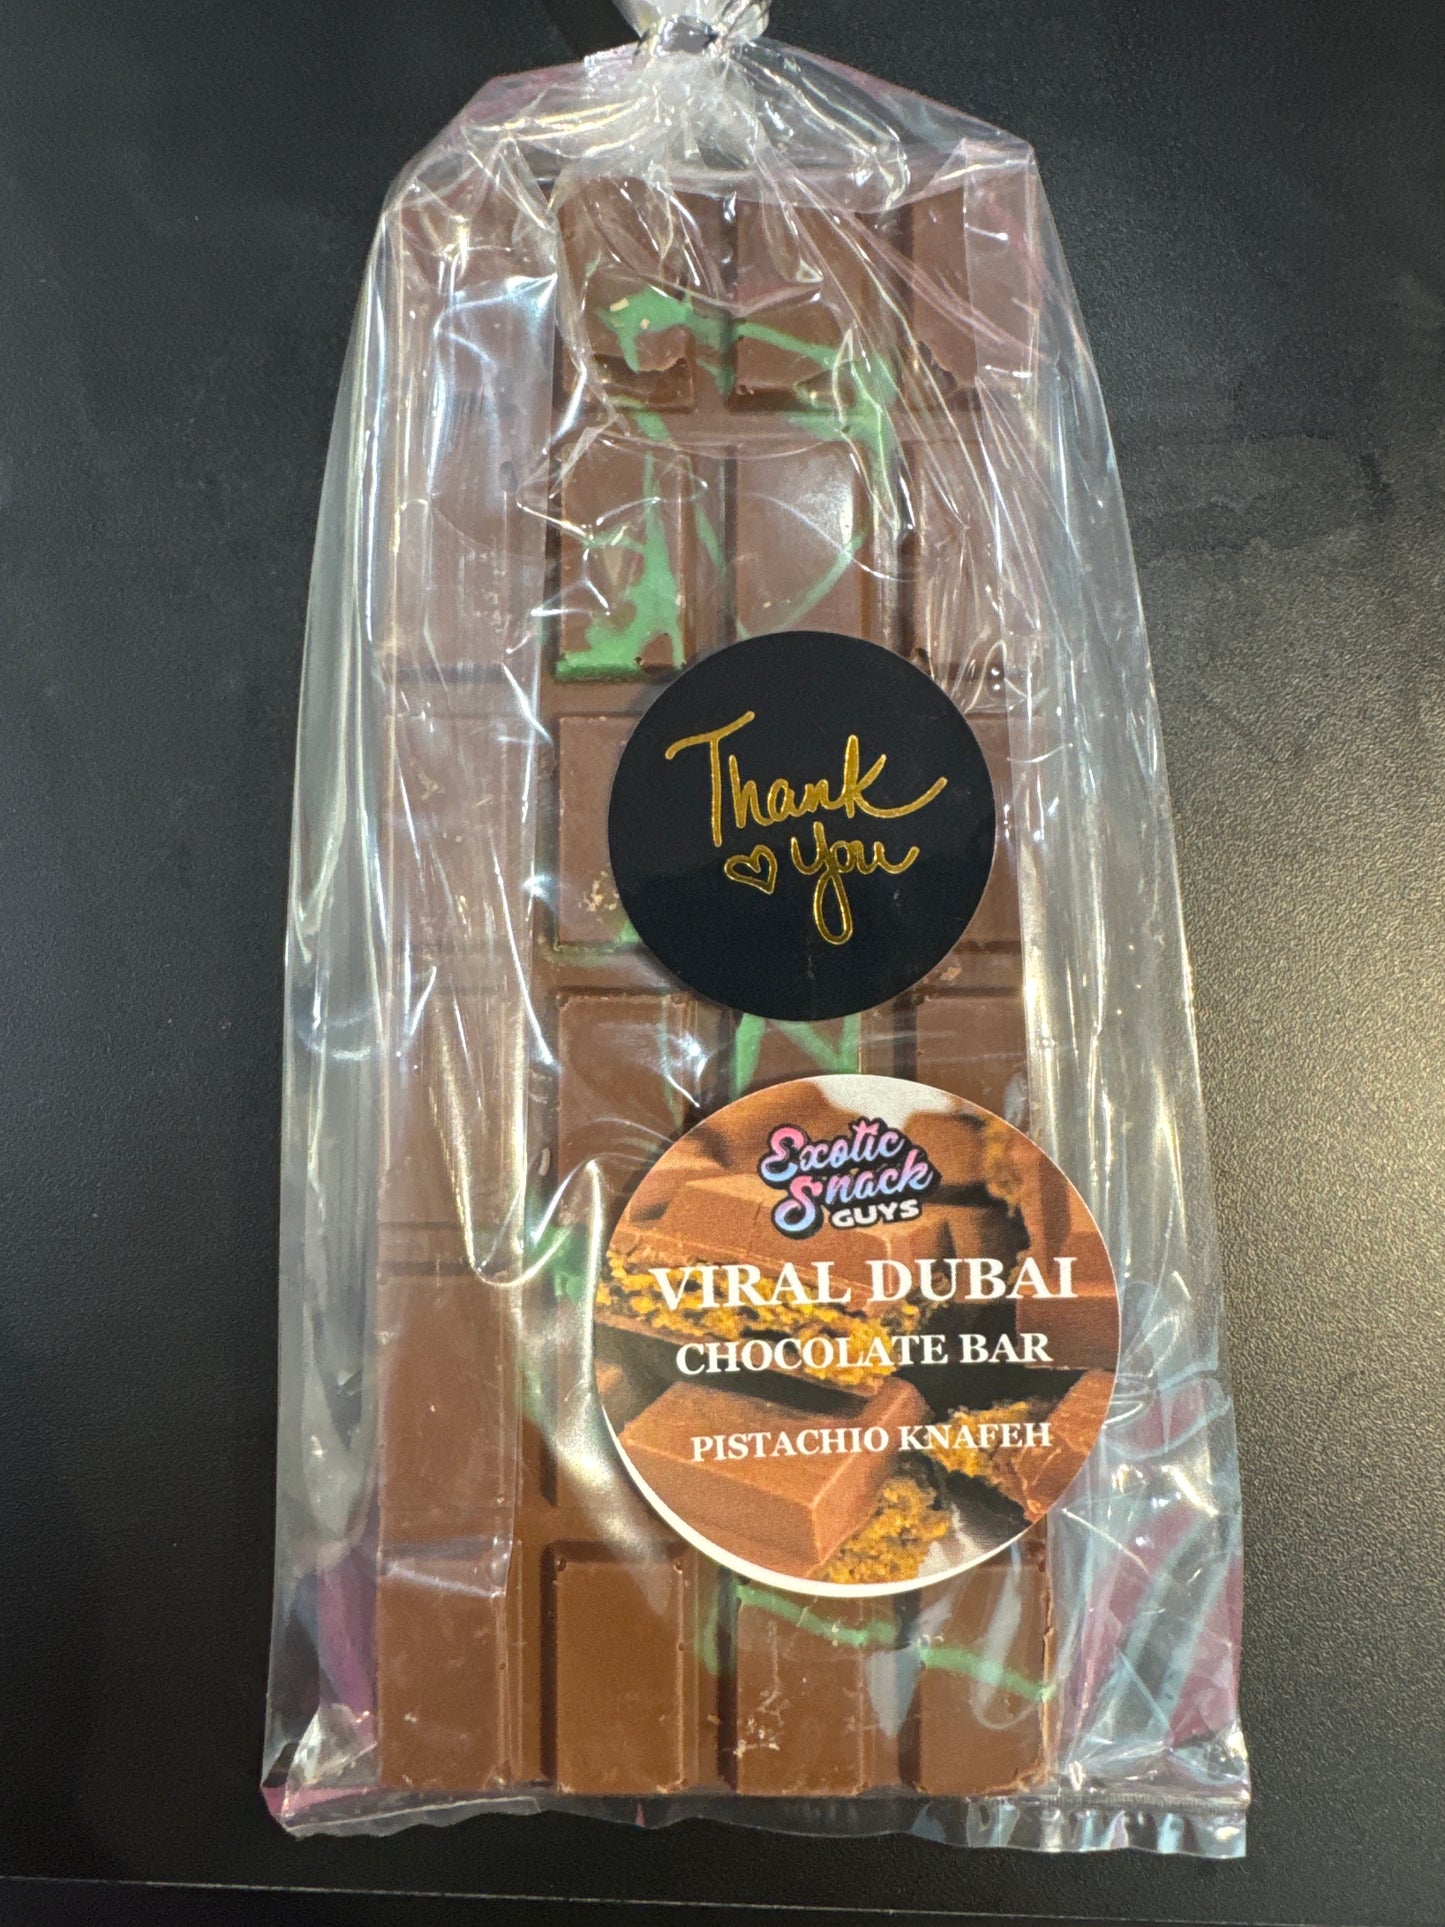 Thank
You
Exotic
Snack
GUYS
VIRAL DUBAI
CHOCOLATE BAR
PISTACHIO KNAFEH